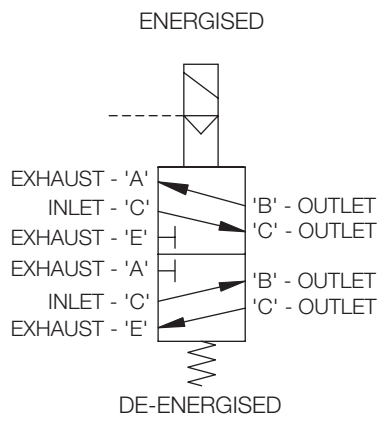 ENERGISED
EXHAUST - 'A'
INLET - 'C'
'B' - OUTLET
EXHAUST - 'E'
'C' - OUTLET
EXHAUST - 'A'
INLET - 'C'
'B' - OUTLET
EXHAUST - 'E'
'C' - OUTLET
DE-ENERGISED